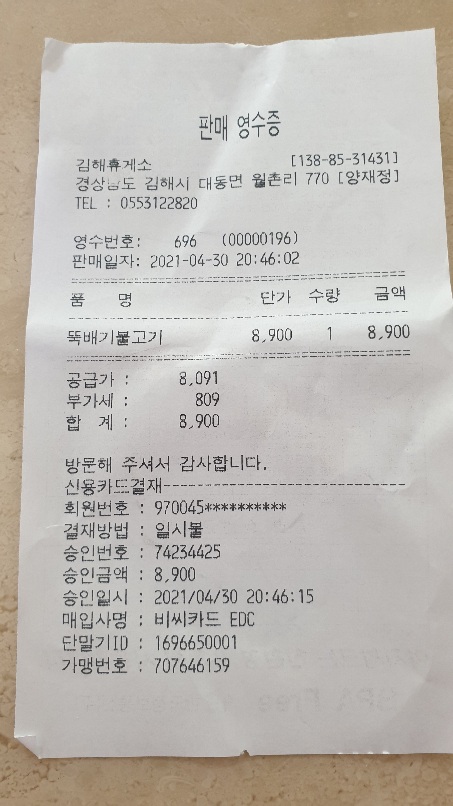 판매 영수증
김해휴게소 [138-85-31431]
경상남도 김해시 대동면 월촌리 770 [양재정]
TEL : 0553122820
영수번호: 696 (00000196)
판매일자: 2021-04-30 20:46:02
품 명 단가 수량 금액
뚝배기불고기 8,900 1 8,900
공급가 : 8,091
부가세 : 809
합 계 : 8,900
방문해 주셔서 감사합니다.
신용카드결재------------------------------
회원번호 : 970045**********
결재방법 : 일시불
승인번호 : 74234425
승인금액 : 8,900
승인일시 : 2021/04/30 20:46:15
매입사명 : 비씨카드 EDC
단말기ID : 1696650001
가맹번호 : 707646159